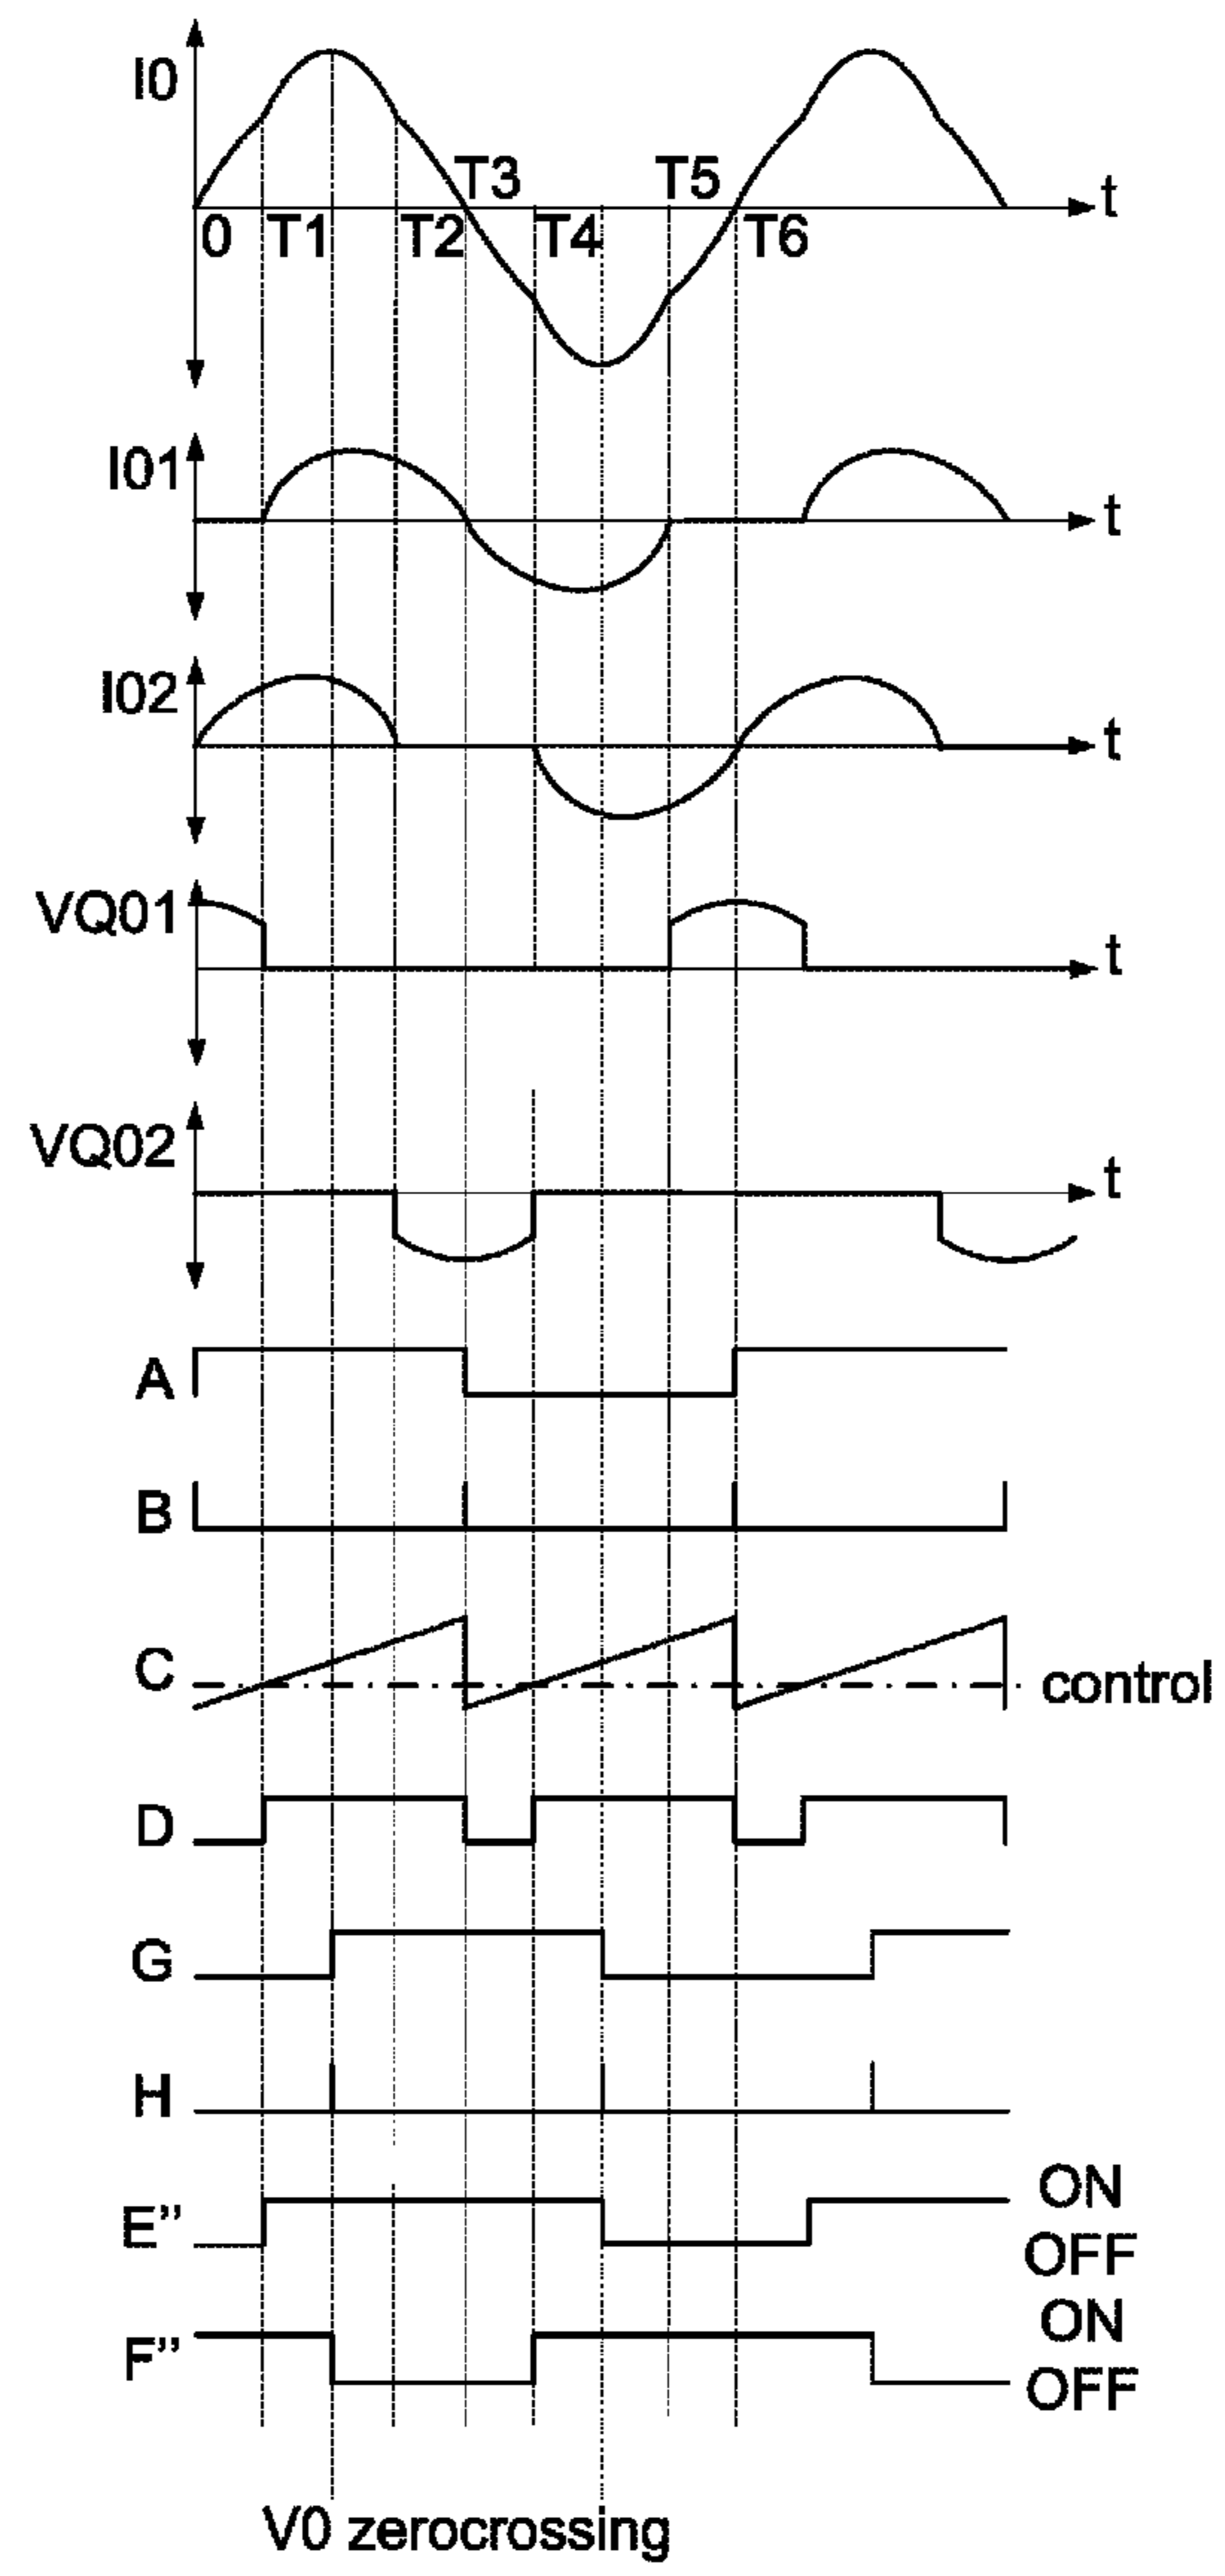 I0
T3 T5 t
0 T1 T2 T4 T6
I01 t
I02 t
VQ01 t
VQ02 t
A
B
C control
D
G
H
E” ON
OFF
F” ON
OFF
V0 zerocrossing